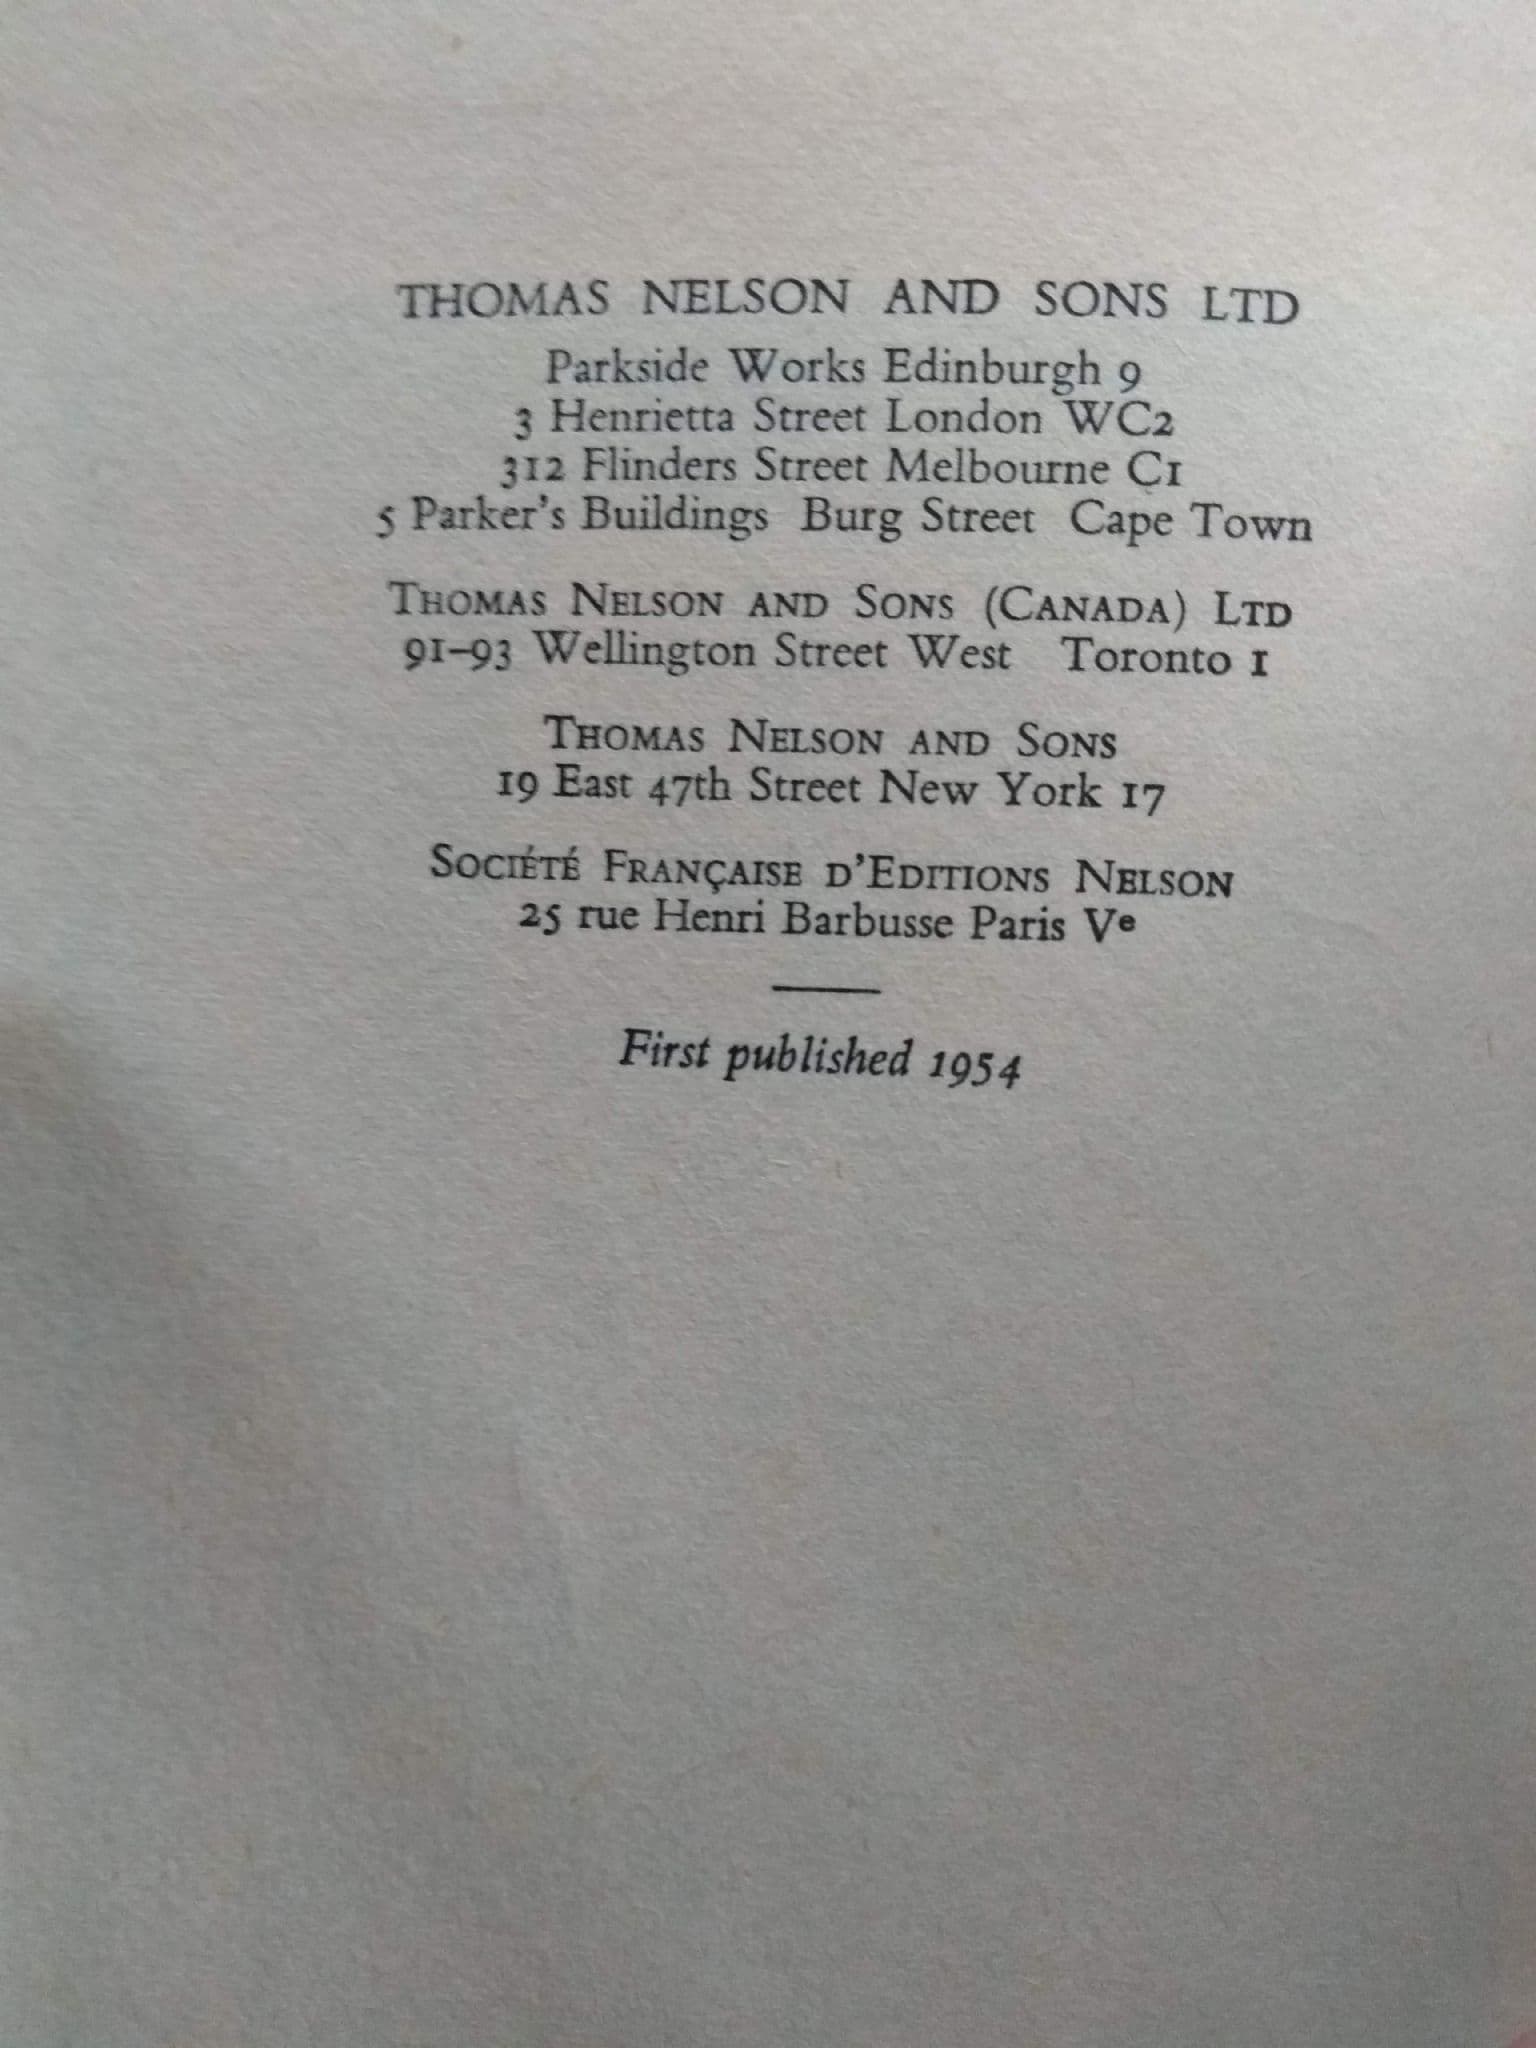 THOMAS NELSON AND SONS LTD
Parkside Works Edinburgh 9
3 Henrietta Street London WC2
312 Flinders Street Melbourne C1
5 Parker's Buildings Burg Street Cape Town
THOMAS NELSON AND SONS (CANADA) LTD
91–93 Wellington Street West Toronto 1
THOMAS NELSON AND SONS
19 East 47th Street New York 17
SOCIÉTÉ FRANÇAISE D'EDITIONS NELSON
25 rue Henri Barbusse Paris Ve
First published 1954